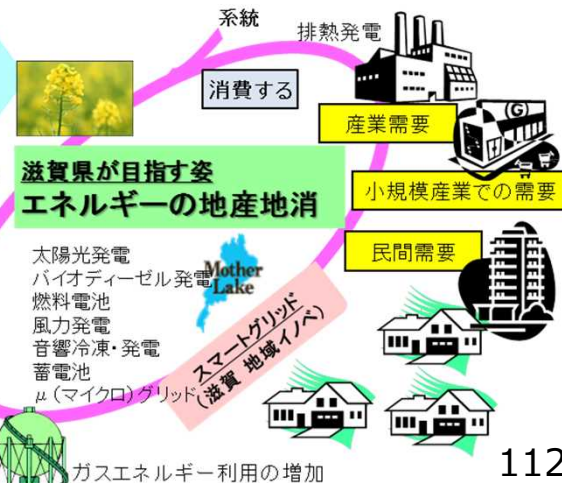 系統
排熱発電
消費する
産業需要
G
滋賀県が目指す姿
エネルギーの地産地消
小規模産業での需要
民間需要
太陽光発電
バイオディーゼル発電
燃料電池
風力発電
音響冷凍・発電
蓄電池
μ(マイクロ)グリッド
Mother
Lake
スマートグリッド
(滋賀 地域イノベ)
ガスエネルギー利用の増加
112